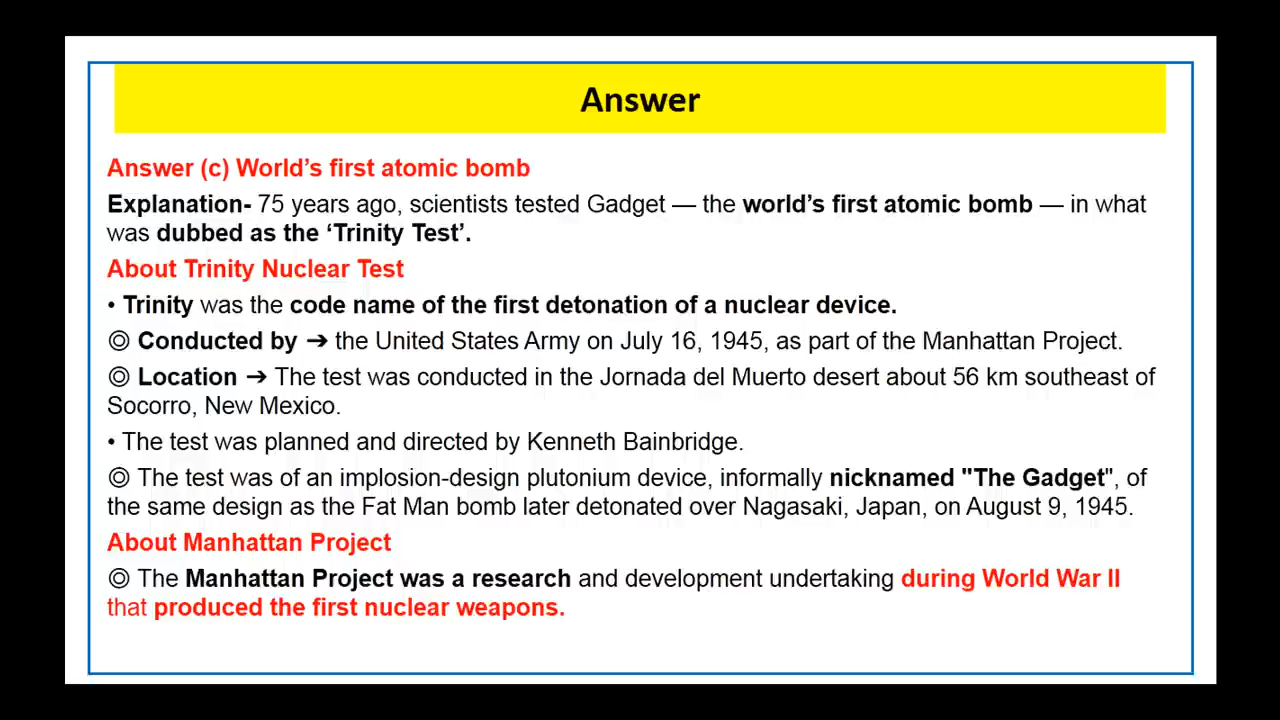 Answer
Answer (c) World’s first atomic bomb
Explanation- 75 years ago, scientists tested Gadget — the world’s first atomic bomb — in what
was dubbed as the ‘Trinity Test’.
About Trinity Nuclear Test
• Trinity was the code name of the first detonation of a nuclear device.
◎ Conducted by ➔ the United States Army on July 16, 1945, as part of the Manhattan Project.
◎ Location ➔ The test was conducted in the Jornada del Muerto desert about 56 km southeast of
Socorro, New Mexico.
• The test was planned and directed by Kenneth Bainbridge.
◎ The test was of an implosion-design plutonium device, informally nicknamed "The Gadget", of
the same design as the Fat Man bomb later detonated over Nagasaki, Japan, on August 9, 1945.
About Manhattan Project
◎ The Manhattan Project was a research and development undertaking during World War II
that produced the first nuclear weapons.